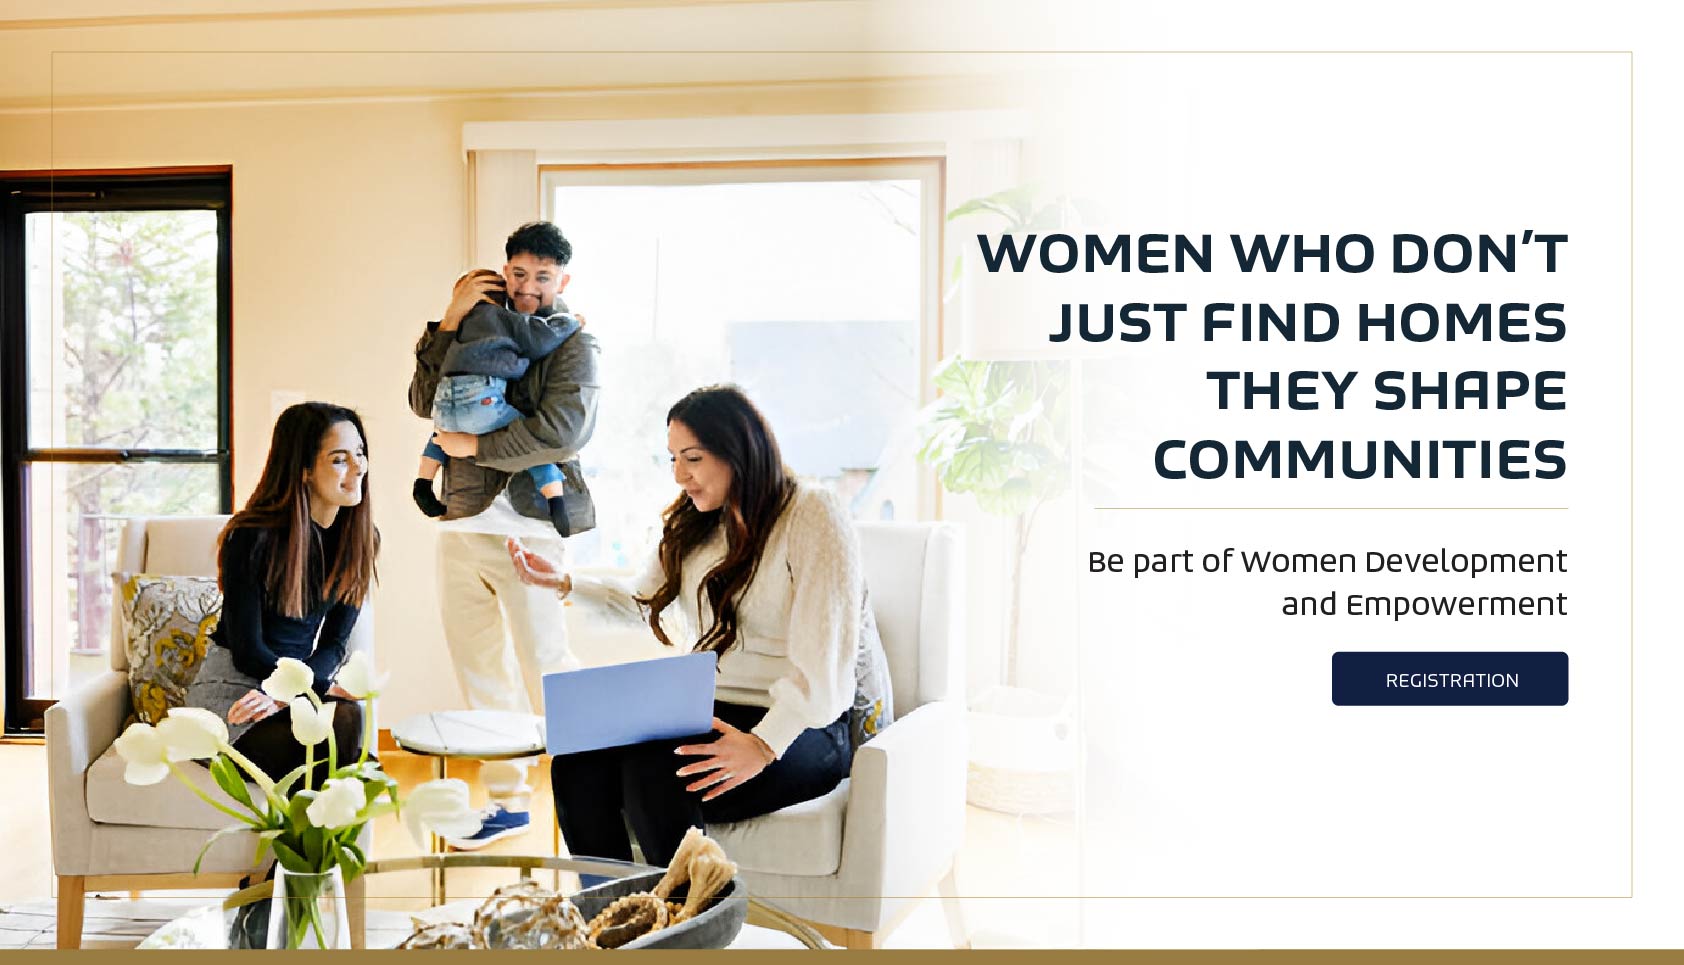 WOMEN WHO DON'T
JUST FIND HOMES
THEY SHAPE
COMMUNITIES
Be part of Women Development
and Empowerment
REGISTRATION